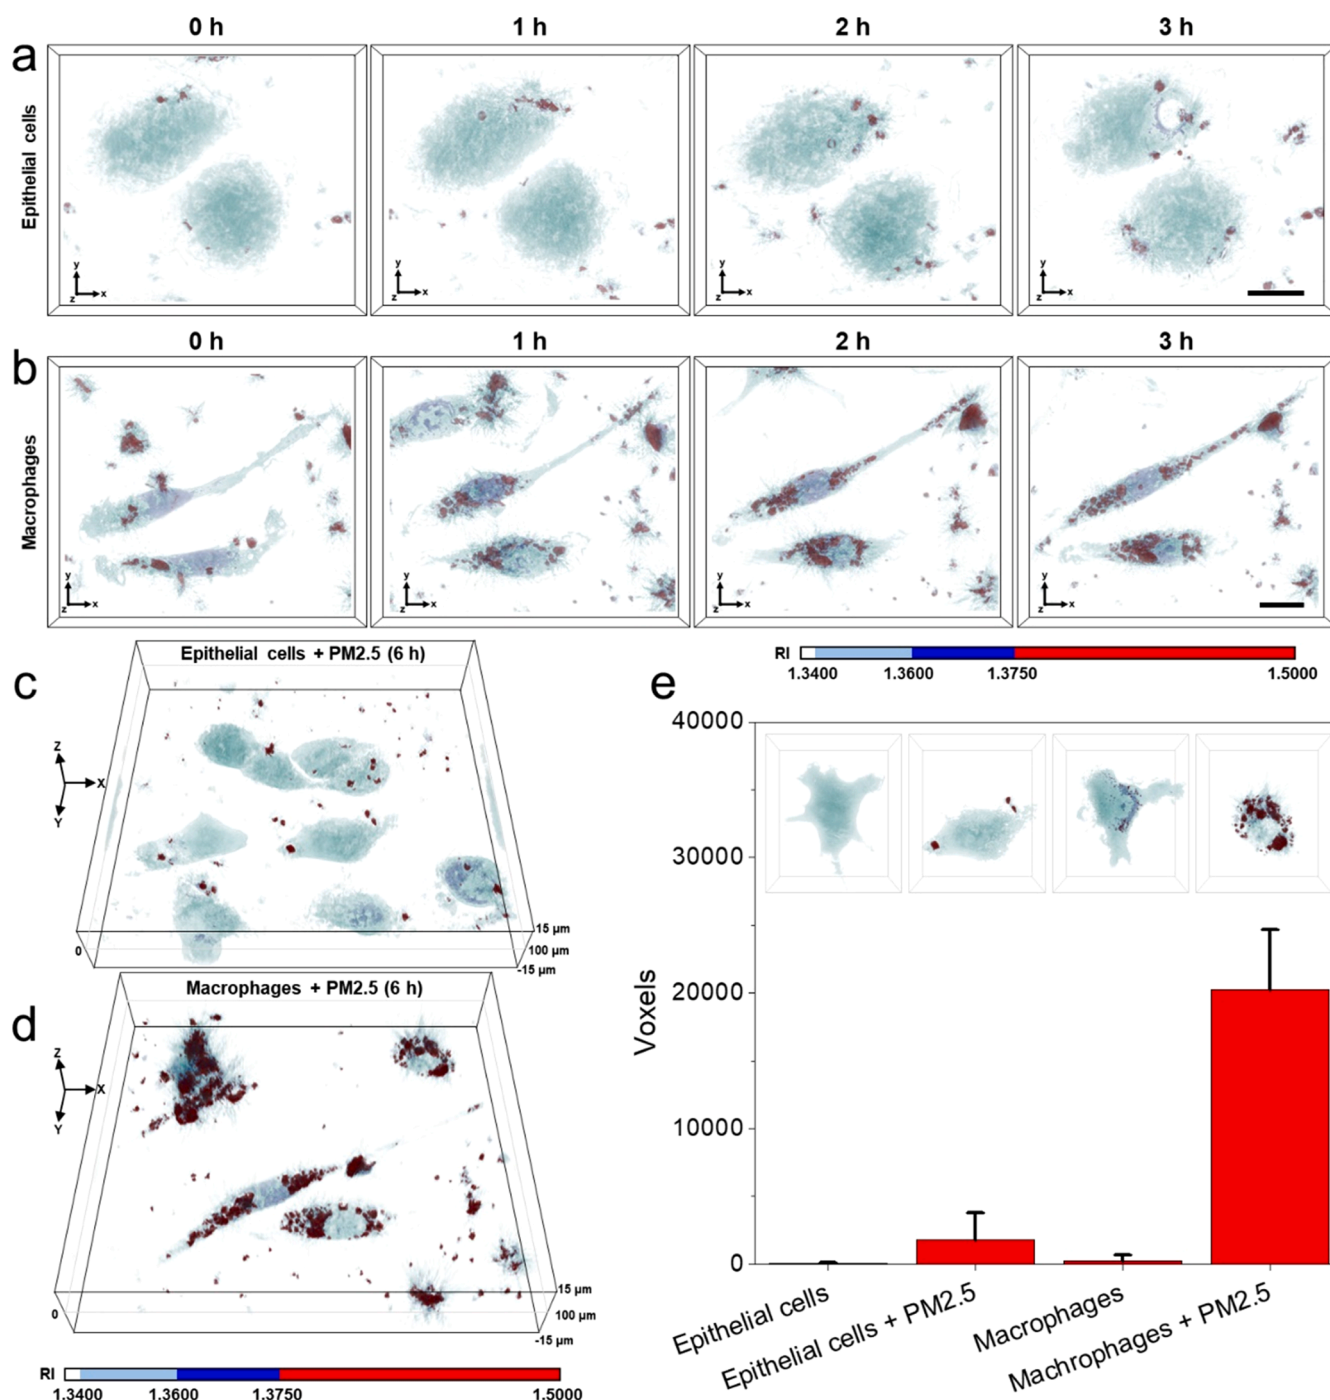 0 h 1 h 2 h 3 h
a
Epithelial cells
y z x y z x y z x y z x
0 h 1 h 2 h 3 h
b
Macrophages
y z x y z x y z x y z x
RI
1.3400 1.3600 1.3750 1.5000
c
Epithelial cells + PM2.5 (6 h)
Z
X
Y
15 µm
0 100 µm
-15 µm
d
Macrophages + PM2.5 (6 h)
Z
X
Y
15 µm
0 100 µm
-15 µm
RI
1.3400 1.3600 1.3750 1.5000
e
40000
30000
20000
10000
0
Voxels
Epithelial cells
Epithelial cells + PM2.5
Macrophages
Machrophages + PM2.5